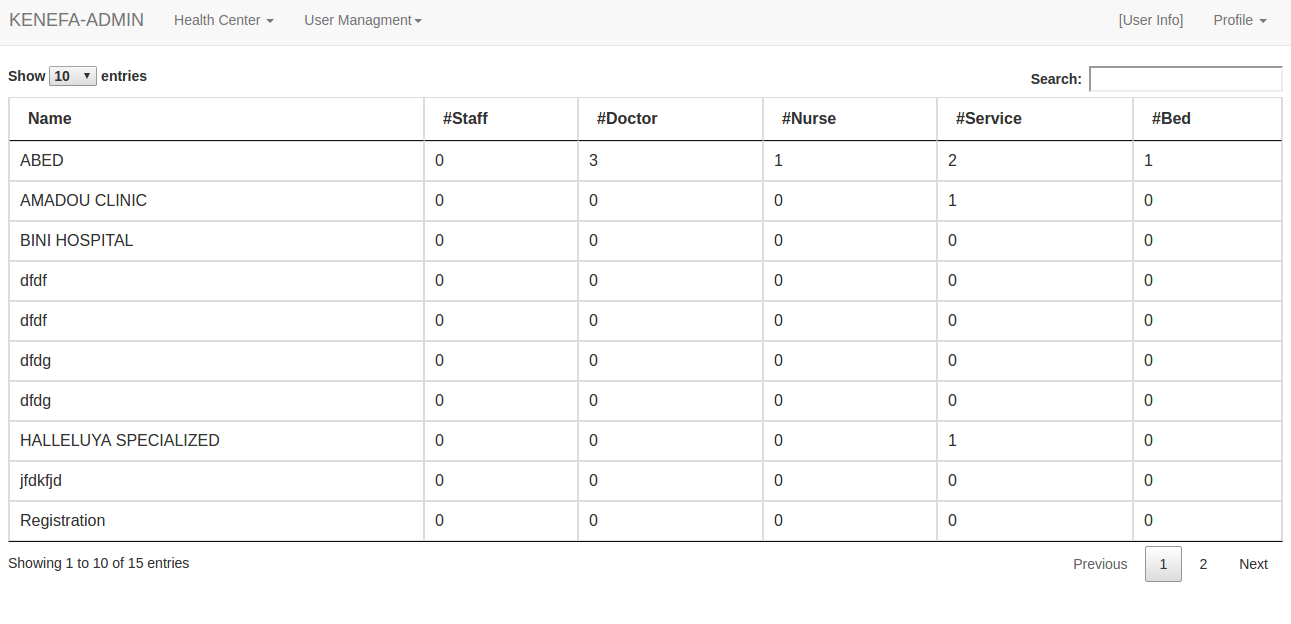 KENEFA-ADMIN Health Center User Managment [User Info] Profile
Show 10 entries Search:
Name #Staff #Doctor #Nurse #Service #Bed
ABED 0 3 1 2 1
AMADOU CLINIC 0 0 0 1 0
BINI HOSPITAL 0 0 0 0 0
dfdf 0 0 0 0 0
dfdf 0 0 0 0 0
dfdg 0 0 0 0 0
dfdg 0 0 0 0 0
HALLELUYA SPECIALIZED 0 0 0 1 0
jfdkfjd 0 0 0 0 0
Registration 0 0 0 0 0
Showing 1 to 10 of 15 entries Previous 1 2 Next